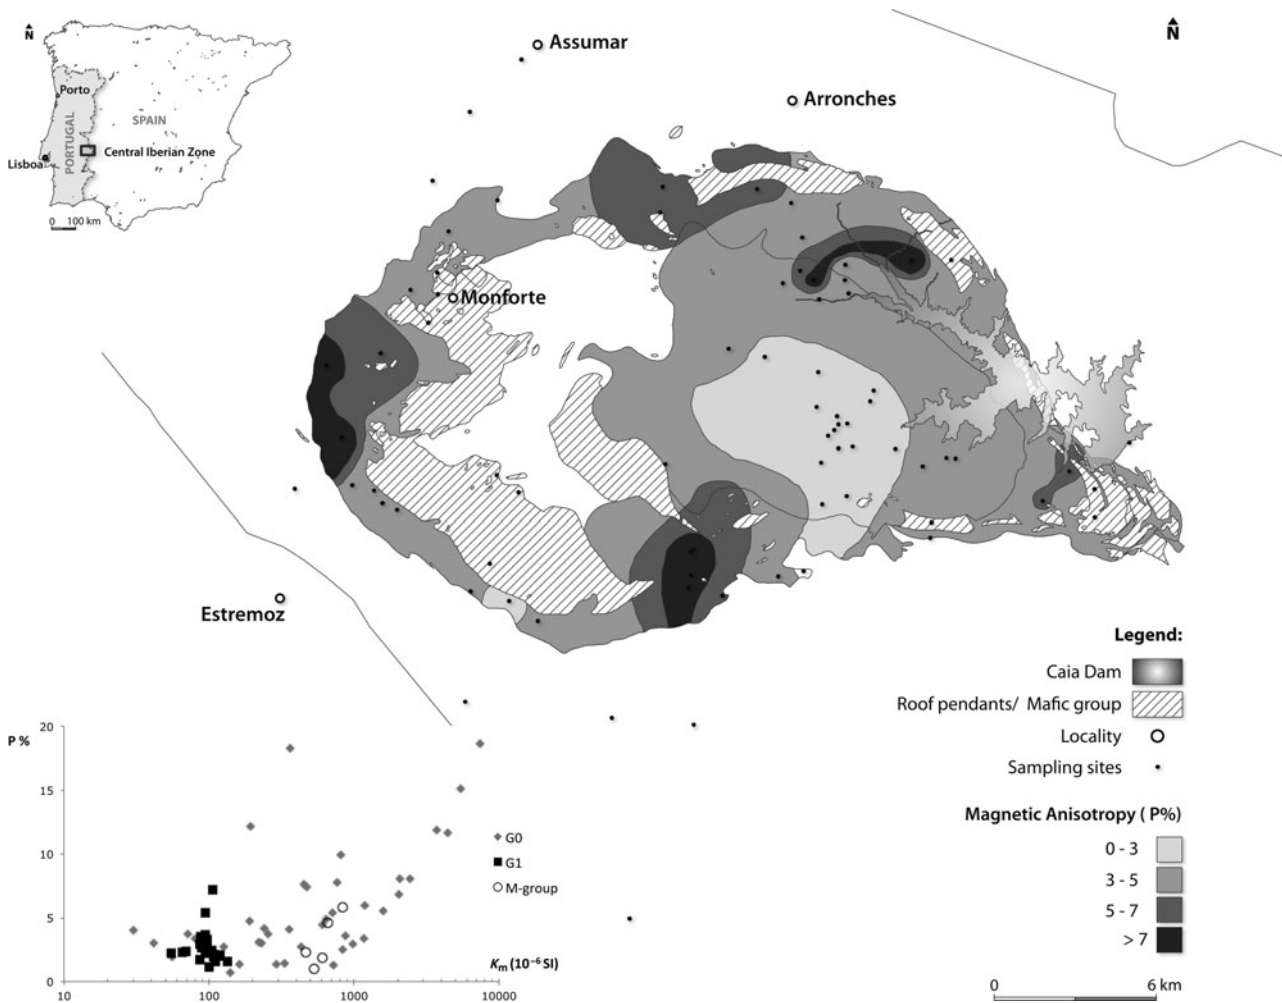 N
Porto
SPAIN
PORTUGAL
Central Iberian Zone
Lisboa
0 100 km
Assumar
N
Arronches
Monforte
Estremoz
Legend:
Caia Dam
Roof pendants/ Mafic group
Locality
Sampling sites
Magnetic Anisotropy ( P%)
0 - 3
3 - 5
5 - 7
> 7
0 6 km
P %
20
15
10
5
0
G0
G1
M-group
Km (10⁻⁶ SI)
10 100 1000 10000